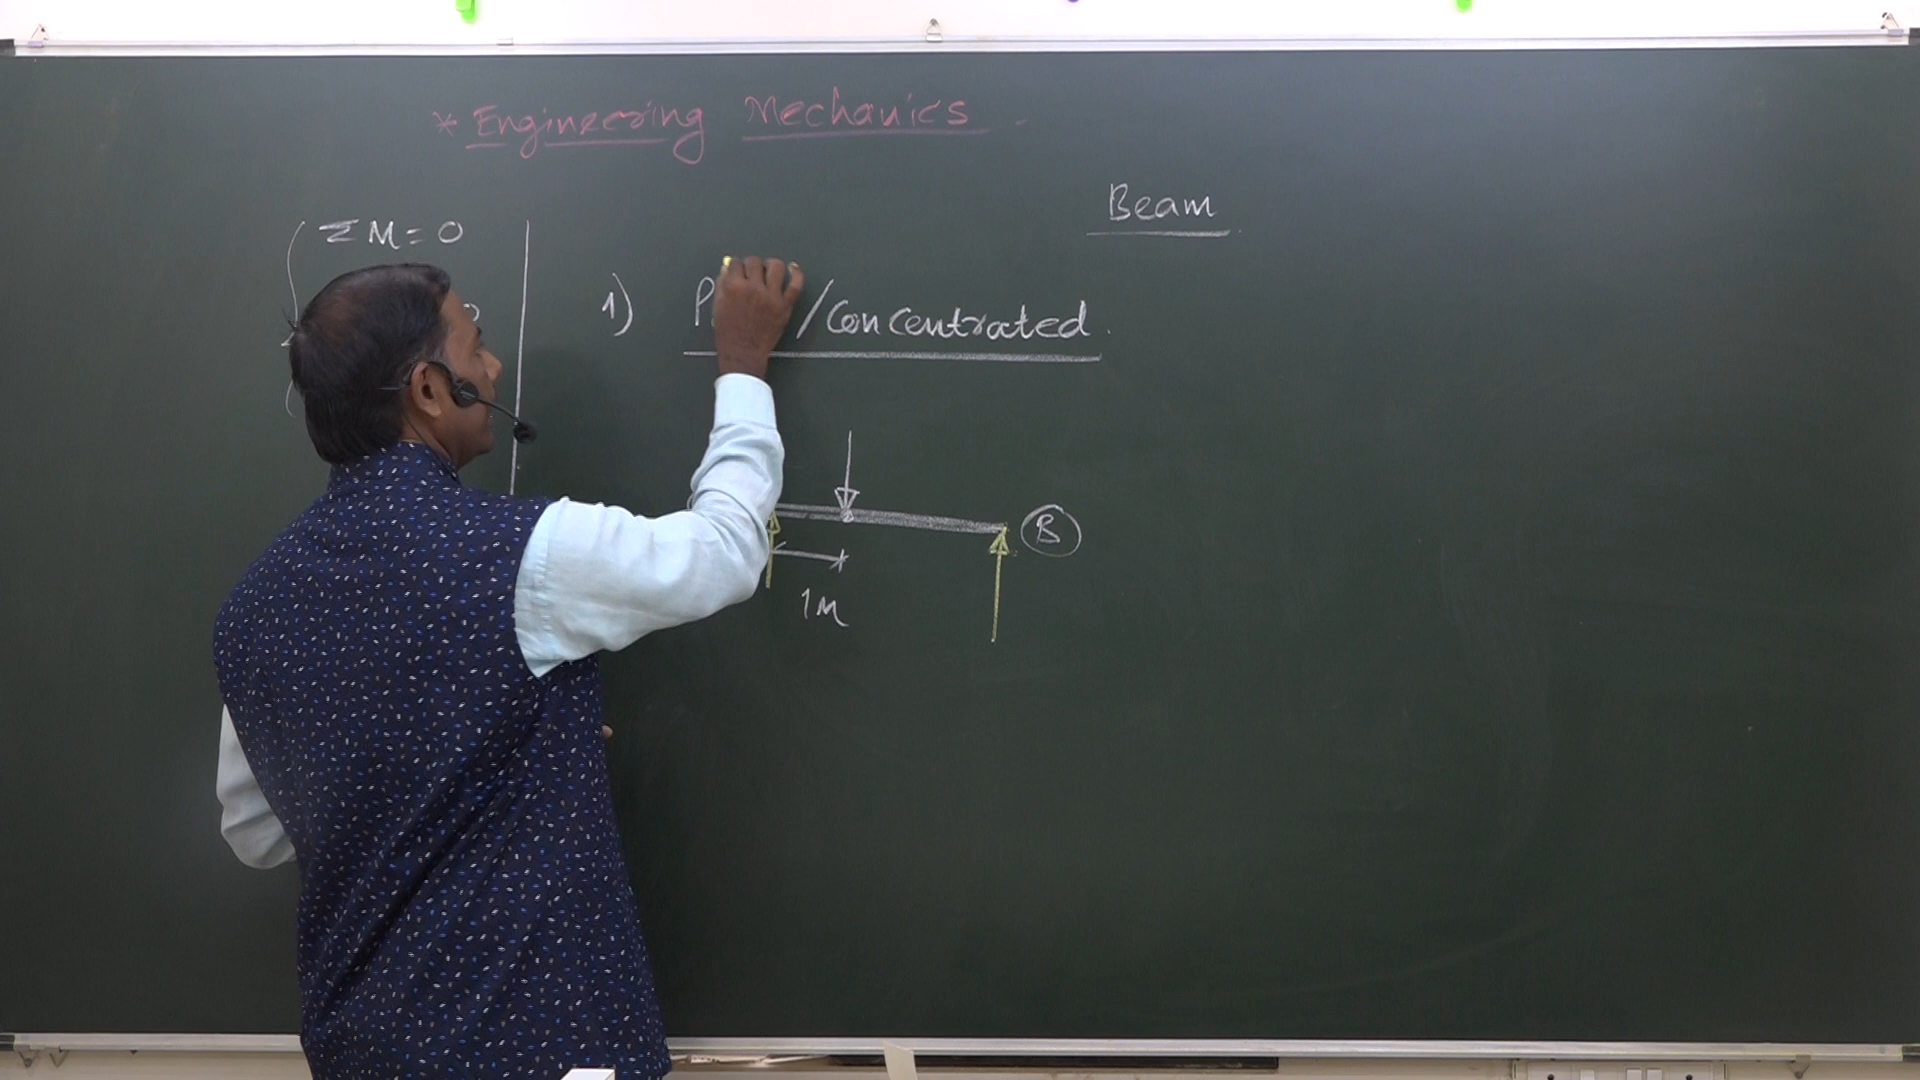 * Engineering Mechanics.
Beam
ΣM=0
1) /Concentrated.
B
1M